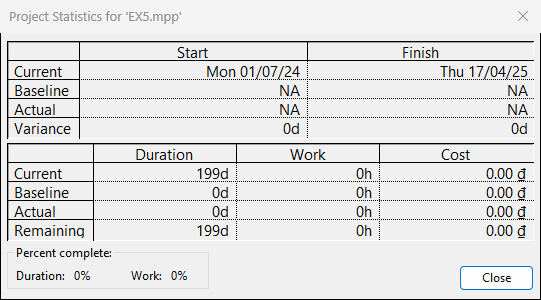 Project Statistics for 'EX5.mpp'
Start Finish
Current Mon 01/07/24 Thu 17/04/25
Baseline NA NA
Actual NA NA
Variance 0d 0d
Duration Work Cost
Current 199d 0h 0.00 ₫
Baseline 0d 0h 0.00 ₫
Actual 0d 0h 0.00 ₫
Remaining 199d 0h 0.00 ₫
Percent complete:
Duration: 0% Work: 0%
Close